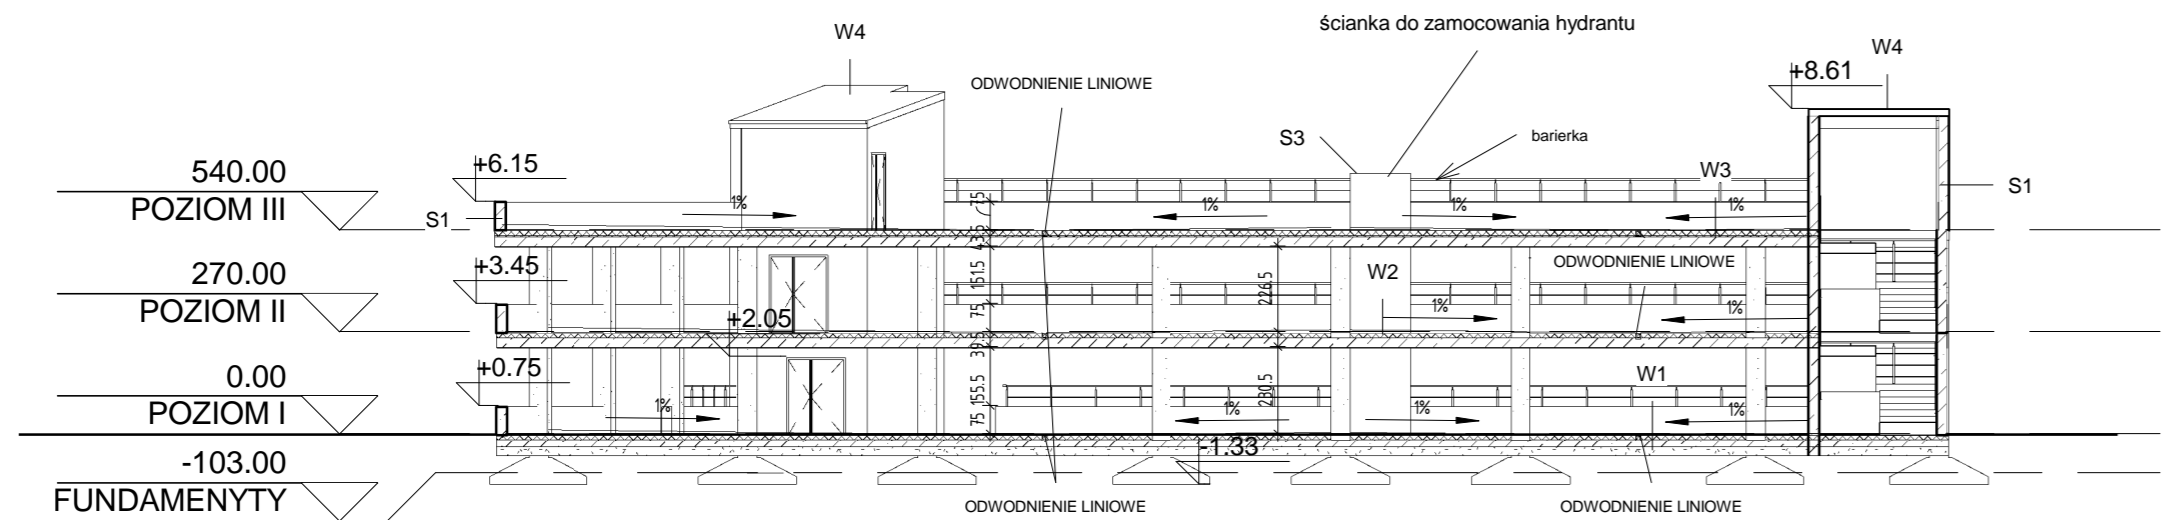 ścianka do zamocowania hydrantu
W4
W4
+8.61
ODWODNIENIE LINIOWE
S3
barierka
540.00
POZIOM III
+6.15
W3
S1
S1
1%
1%
1%
1%
75
43.5
270.00
POZIOM II
+3.45
ODWODNIENIE LINIOWE
W2
151.5
226.5
75
1%
1%
+2.05
39.5
0.00
POZIOM I
+0.75
W1
155.5
230.5
75
1%
1%
1%
1%
-1.33
-103.00
FUNDAMENYTY
ODWODNIENIE LINIOWE
ODWODNIENIE LINIOWE